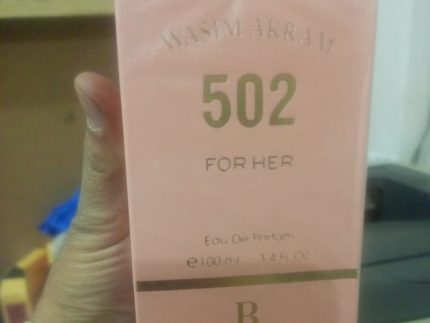 WASIM AKRAM
502
FOR HER
Eau De Parfum
℮100 ml 3.4 FL.OZ
B